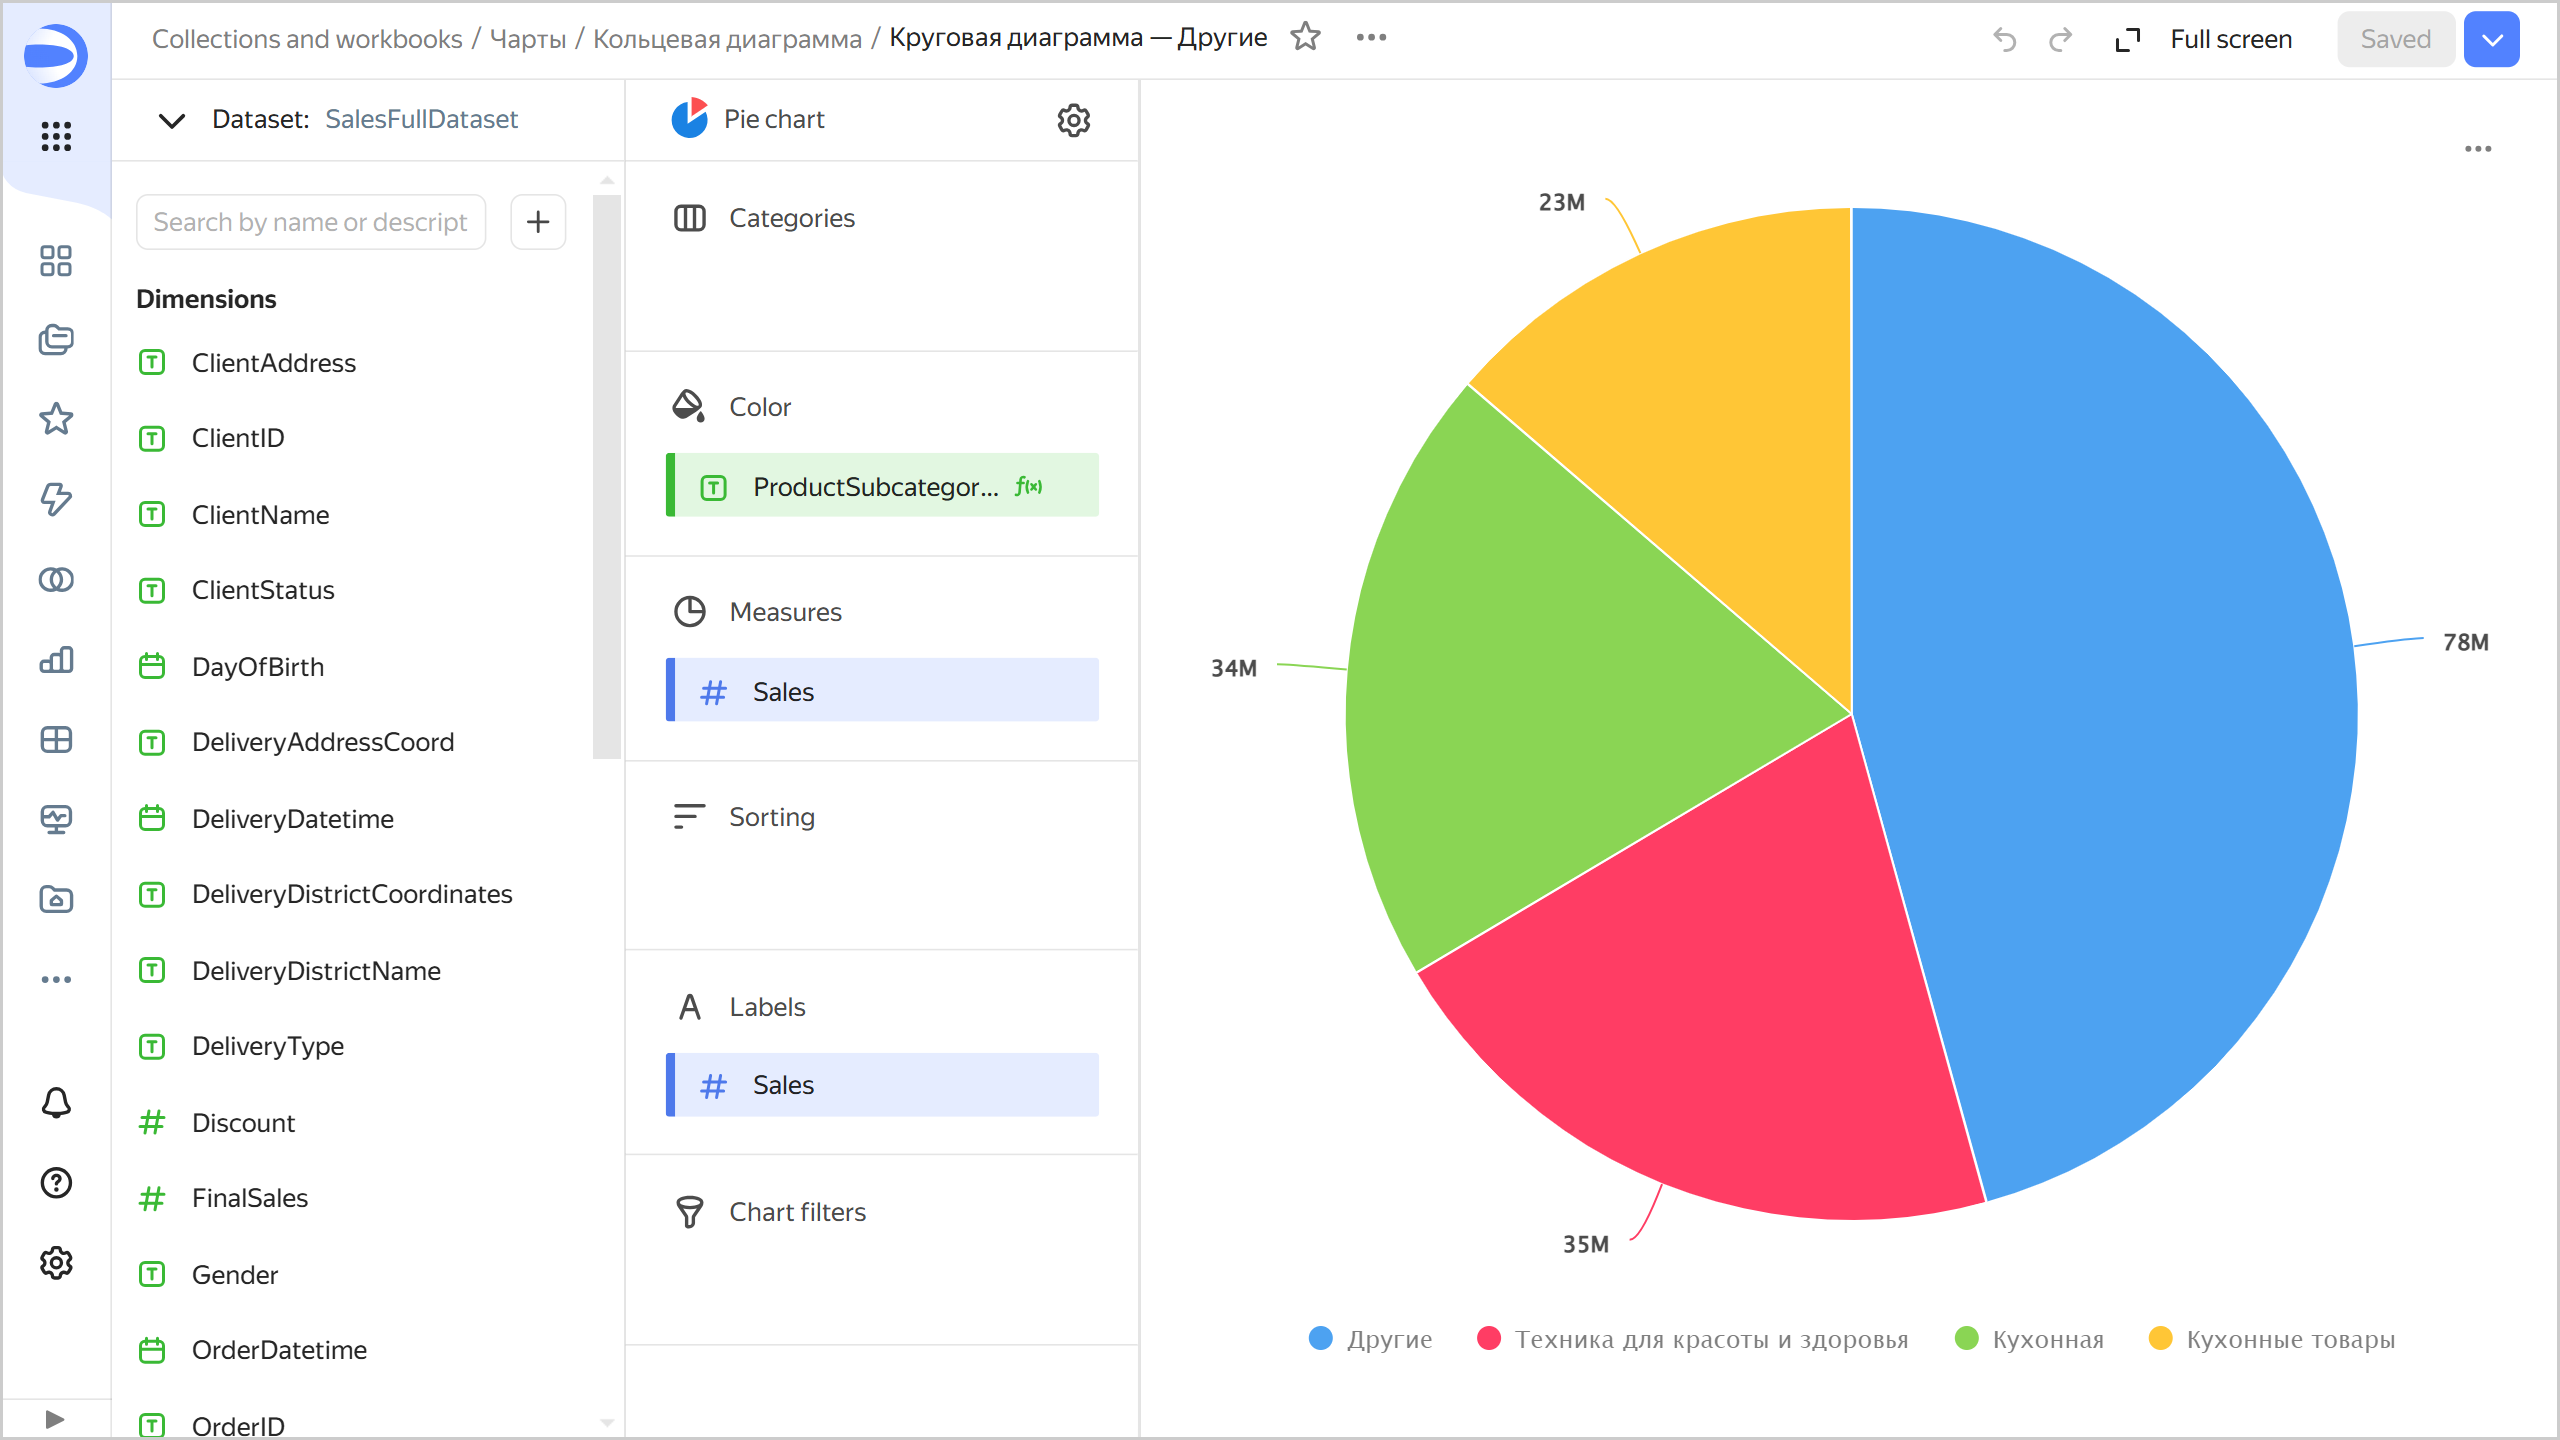 Collections and workbooks / Чарты / Кольцевая диаграмма / Круговая диаграмма — Другие
Full screen
Saved
Dataset: SalesFullDataset
Search by name or descript
Dimensions
ClientAddress
ClientID
ClientName
ClientStatus
DayOfBirth
DeliveryAddressCoord
DeliveryDatetime
DeliveryDistrictCoordinates
DeliveryDistrictName
DeliveryType
Discount
FinalSales
Gender
OrderDatetime
OrderID
Pie chart
Categories
Color
ProductSubcategor... f(x)
Measures
Sales
Sorting
Labels
Sales
Chart filters
23M
78M
34M
35M
Другие
Техника для красоты и здоровья
Кухонная
Кухонные товары